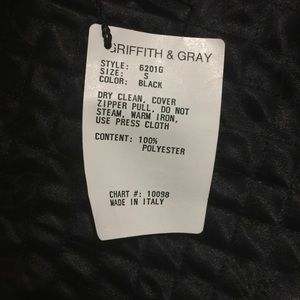 GRIFFITH & GRAY
STYLE: 6201G
SIZE: S
COLOR: BLACK
DRY CLEAN, COVER
ZIPPER PULL. DO NOT
STEAM, WARM IRON,
USE PRESS CLOTH
CONTENT: 100%
POLYESTER
CHART #: 10098
MADE IN ITALY